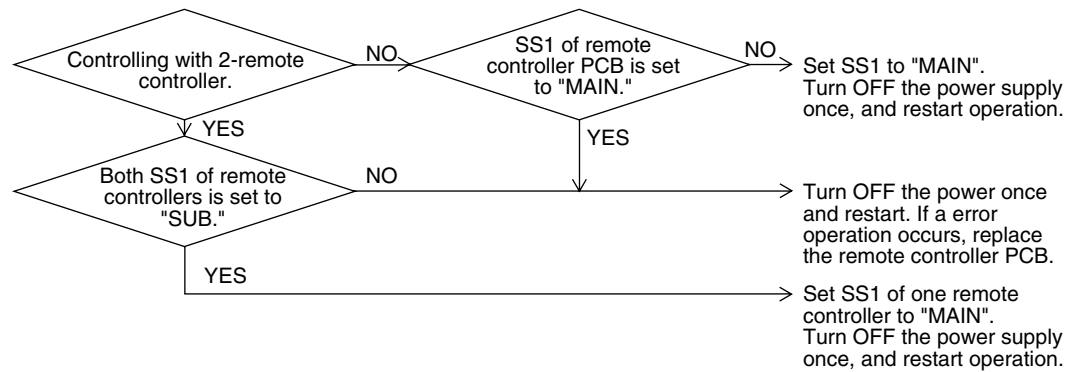 Controlling with 2-remote
controller.
NO
SS1 of remote
controller PCB is set
to "MAIN."
NO
Set SS1 to "MAIN".
Turn OFF the power supply
once, and restart operation.
YES
YES
Both SS1 of remote
controllers is set to
"SUB."
NO
Turn OFF the power once
and restart. If a error
operation occurs, replace
the remote controller PCB.
YES
Set SS1 of one remote
controller to "MAIN".
Turn OFF the power supply
once, and restart operation.